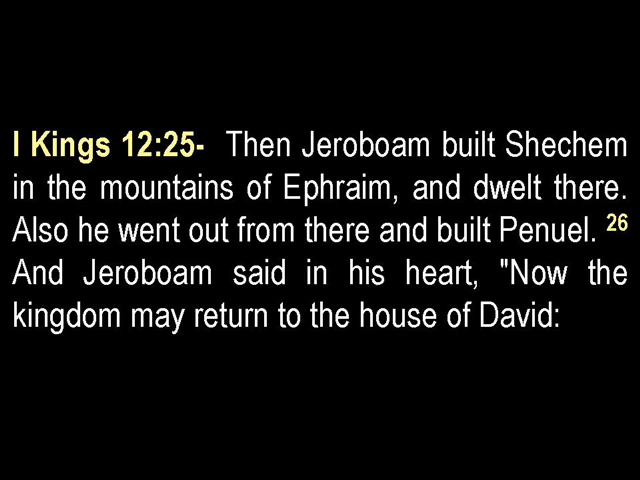 I Kings 12:25- Then Jeroboam built Shechem
in the mountains of Ephraim, and dwelt there.
Also he went out from there and built Penuel. 26
And Jeroboam said in his heart, "Now the
kingdom may return to the house of David: